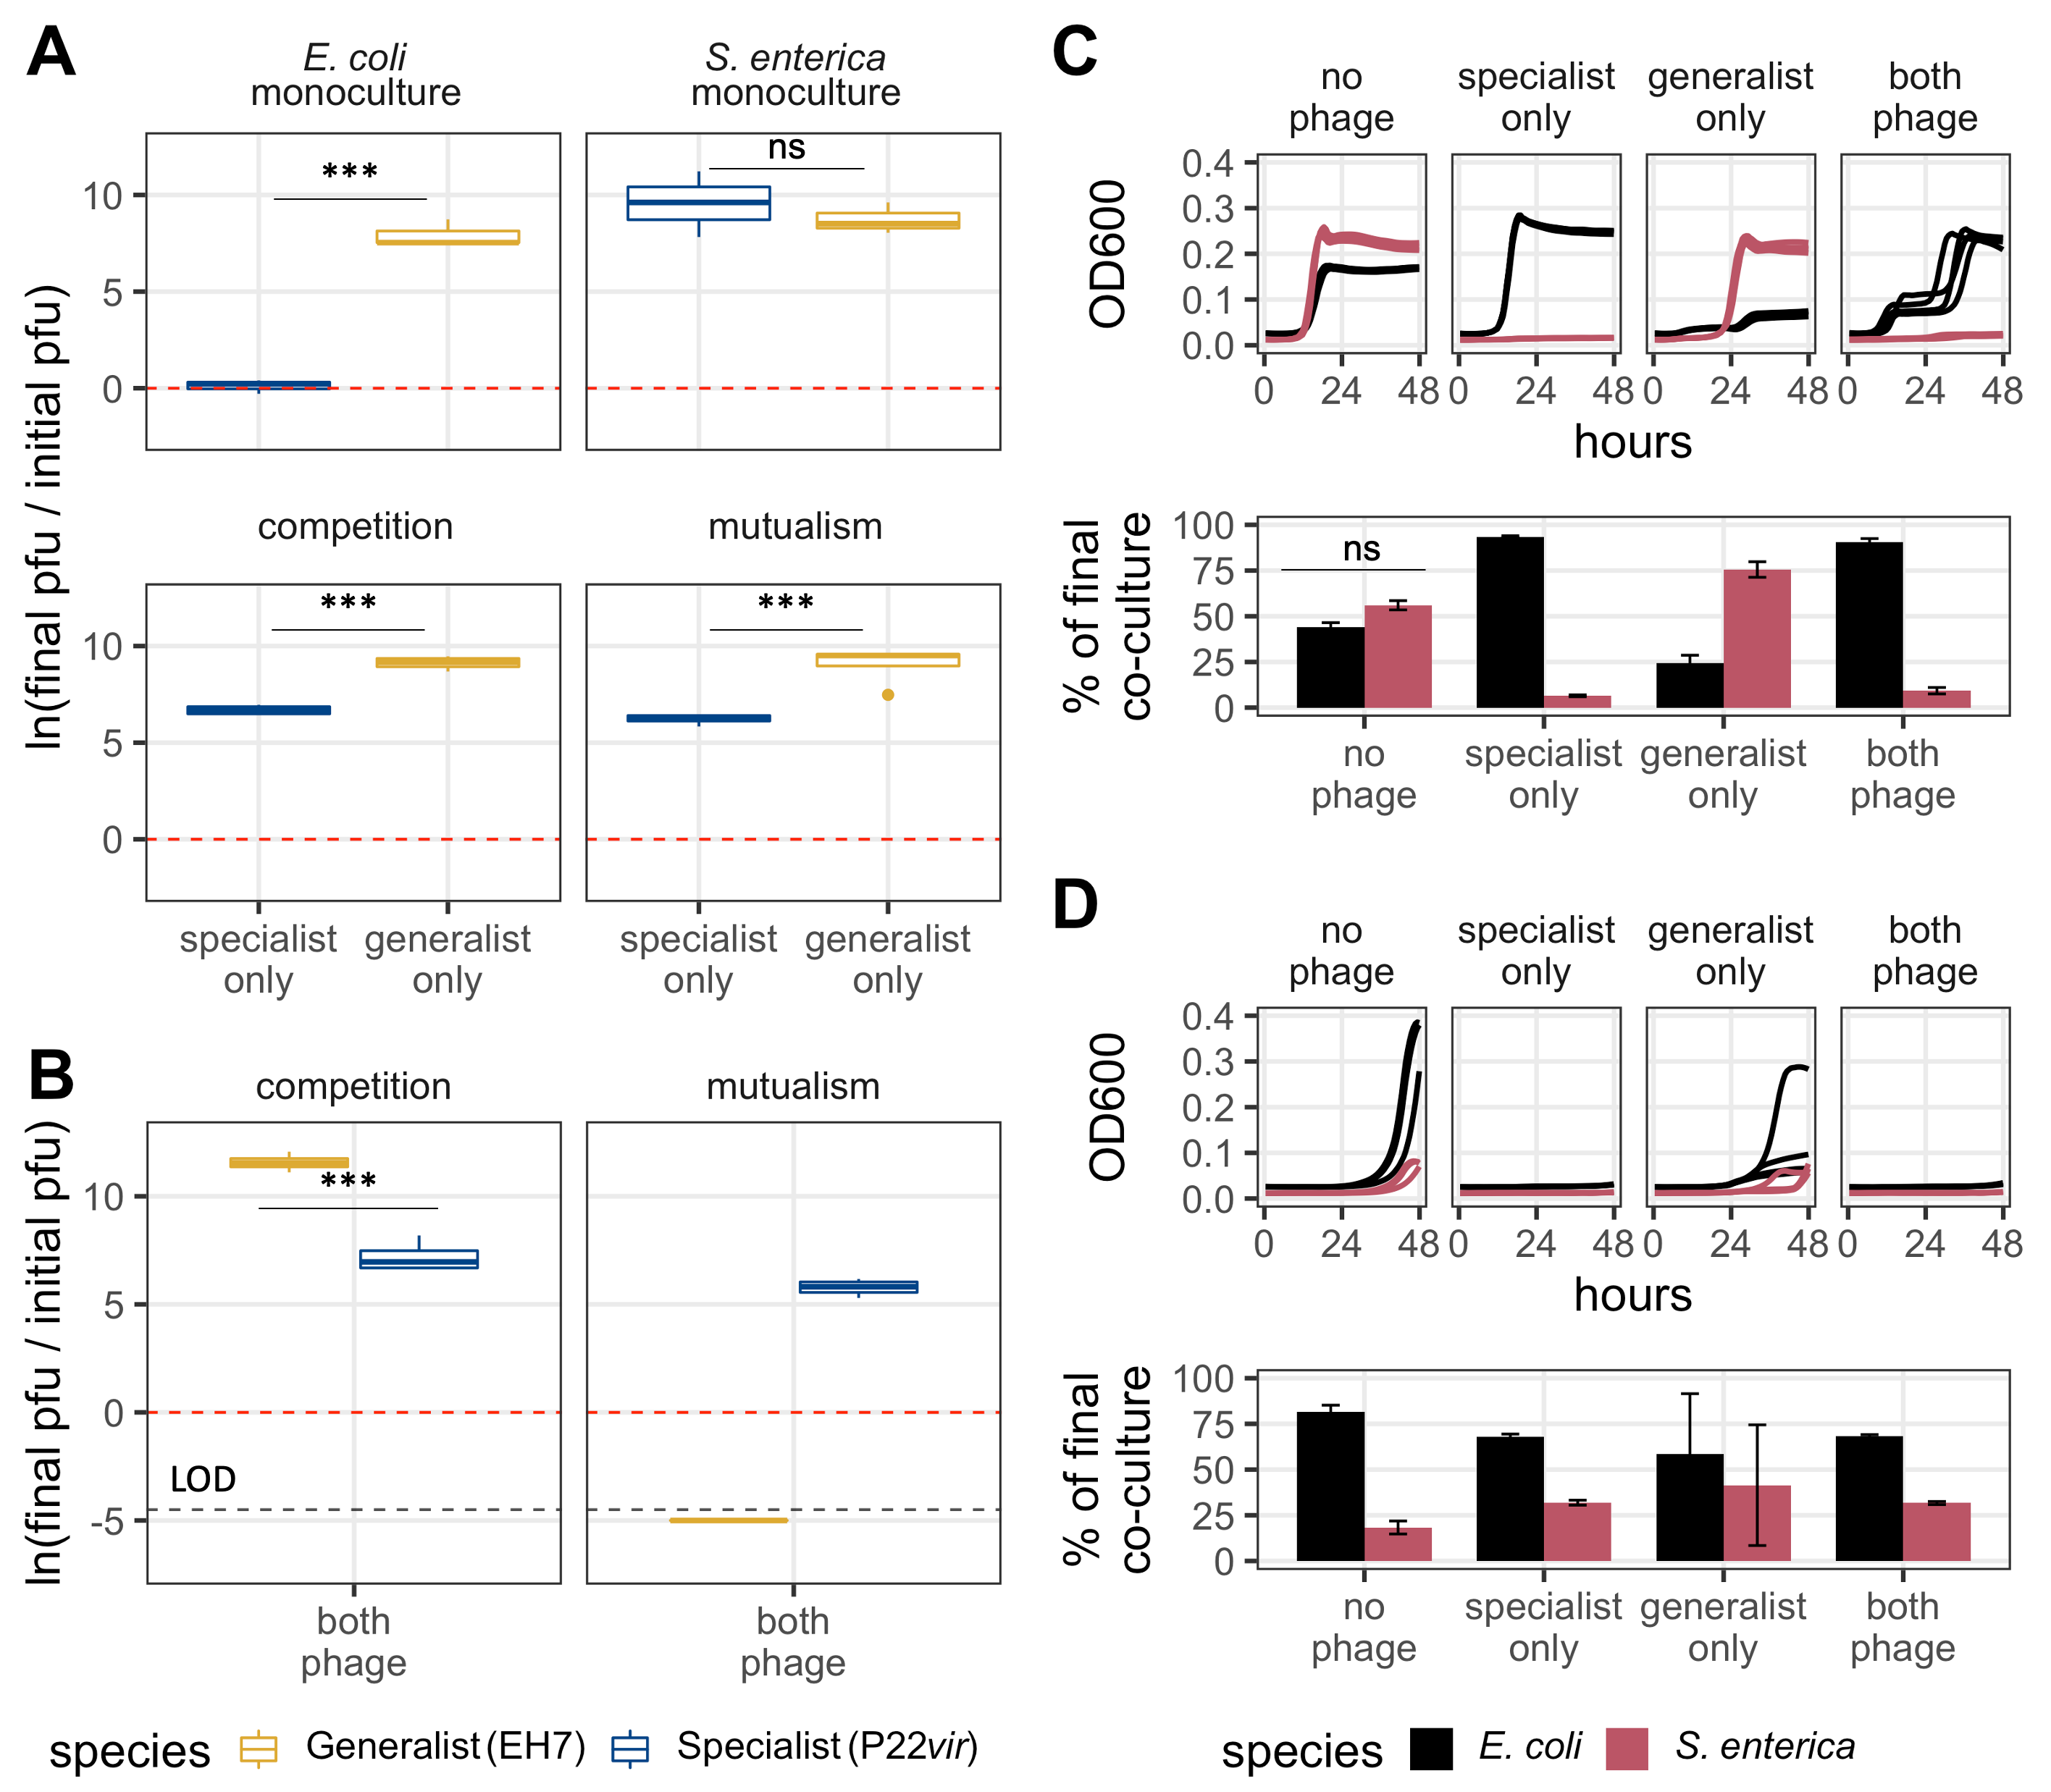 A
E. coli
monoculture
S. enterica
monoculture
ln(final pfu / initial pfu)
10
5
0
***
ns
competition
mutualism
10
5
0
***
***
specialist
only
generalist
only
specialist
only
generalist
only
B
competition
mutualism
ln(final pfu / initial pfu)
10
5
0
-5
***
LOD
both
phage
both
phage
species
Generalist (EH7)
Specialist (P22vir)
C
no
phage
specialist
only
generalist
only
both
phage
OD600
0.4
0.3
0.2
0.1
0.0
0 24 48 0 24 48 0 24 48 0 24 48
hours
% of final
co-culture
100
75
50
25
0
ns
no
phage
specialist
only
generalist
only
both
phage
D
no
phage
specialist
only
generalist
only
both
phage
OD600
0.4
0.3
0.2
0.1
0.0
0 24 48 0 24 48 0 24 48 0 24 48
hours
% of final
co-culture
100
75
50
25
0
no
phage
specialist
only
generalist
only
both
phage
species
E. coli
S. enterica